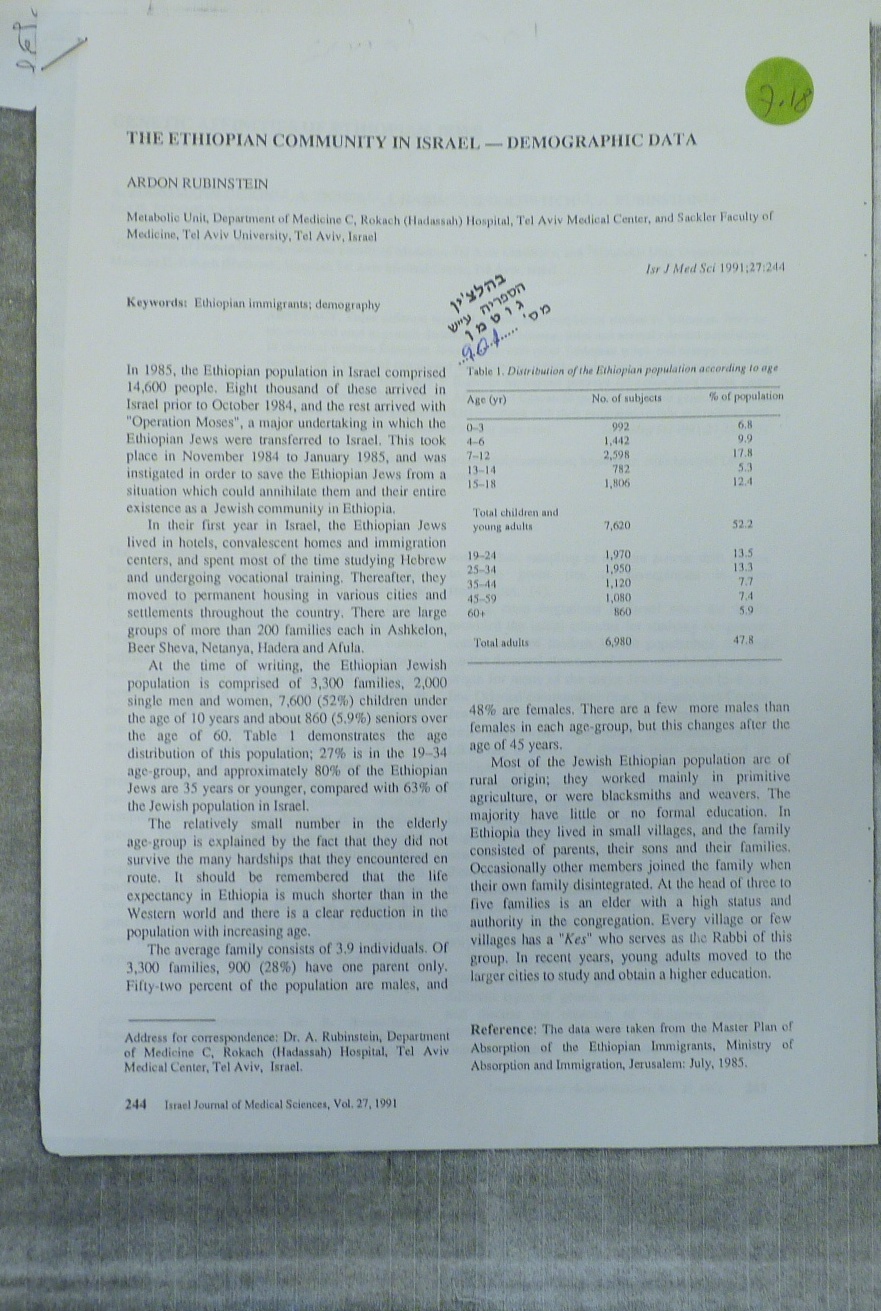 7.18
THE ETHIOPIAN COMMUNITY IN ISRAEL — DEMOGRAPHIC DATA
ARDON RUBINSTEIN
Metabolic Unit, Department of Medicine C, Rokach (Hadassah) Hospital, Tel Aviv Medical Center, and Sackler Faculty of
Medicine, Tel Aviv University, Tel Aviv, Israel
Isr J Med Sci 1991;27:244
Keywords: Ethiopian immigrants; demography
בהלצ'ין
הספריה ע״ש
גוטמן
מס'
In 1985, the Ethiopian population in Israel comprised
14,600 people. Eight thousand of these arrived in
Israel prior to October 1984, and the rest arrived with
"Operation Moses", a major undertaking in which the
Ethiopian Jews were transferred to Israel. This took
place in November 1984 to January 1985, and was
instigated in order to save the Ethiopian Jews from a
situation which could annihilate them and their entire
existence as a Jewish community in Ethiopia.
In their first year in Israel, the Ethiopian Jews
lived in hotels, convalescent homes and immigration
centers, and spent most of the time studying Hebrew
and undergoing vocational training. Thereafter, they
moved to permanent housing in various cities and
settlements throughout the country. There are large
groups of more than 200 families each in Ashkelon,
Beer Sheva, Netanya, Hadera and Afula.
At the time of writing, the Ethiopian Jewish
population is comprised of 3,300 families, 2,000
single men and women, 7,600 (52%) children under
the age of 10 years and about 860 (5.9%) seniors over
the age of 60. Table 1 demonstrates the age
distribution of this population; 27% is in the 19–34
age-group, and approximately 80% of the Ethiopian
Jews are 35 years or younger, compared with 63% of
the Jewish population in Israel.
The relatively small number in the elderly
age-group is explained by the fact that they did not
survive the many hardships that they encountered en
route. It should be remembered that the life
expectancy in Ethiopia is much shorter than in the
Western world and there is a clear reduction in the
population with increasing age.
The average family consists of 3.9 individuals. Of
3,300 families, 900 (28%) have one parent only.
Fifty-two percent of the population are males, and
Table 1. Distribution of the Ethiopian population according to age
Age (yr) No. of subjects % of population
0–3 992 6.8
4–6 1,442 9.9
7–12 2,598 17.8
13–14 782 5.3
15–18 1,806 12.4
Total children and
young adults 7,620 52.2
19–24 1,970 13.5
25–34 1,950 13.3
35–44 1,120 7.7
45–59 1,080 7.4
60+ 860 5.9
Total adults 6,980 47.8
48% are females. There are a few more males than
females in each age-group, but this changes after the
age of 45 years.
Most of the Jewish Ethiopian population are of
rural origin; they worked mainly in primitive
agriculture, or were blacksmiths and weavers. The
majority have little or no formal education. In
Ethiopia they lived in small villages, and the family
consisted of parents, their sons and their families.
Occasionally other members joined the family when
their own family disintegrated. At the head of three to
five families is an elder with a high status and
authority in the congregation. Every village or few
villages has a "Kes" who serves as the Rabbi of this
group. In recent years, young adults moved to the
larger cities to study and obtain a higher education.
Address for correspondence: Dr. A. Rubinstein, Department
of Medicine C, Rokach (Hadassah) Hospital, Tel Aviv
Medical Center, Tel Aviv, Israel.
Reference: The data were taken from the Master Plan of
Absorption of the Ethiopian Immigrants, Ministry of
Absorption and Immigration, Jerusalem: July, 1985.
244 Israel Journal of Medical Sciences, Vol. 27, 1991